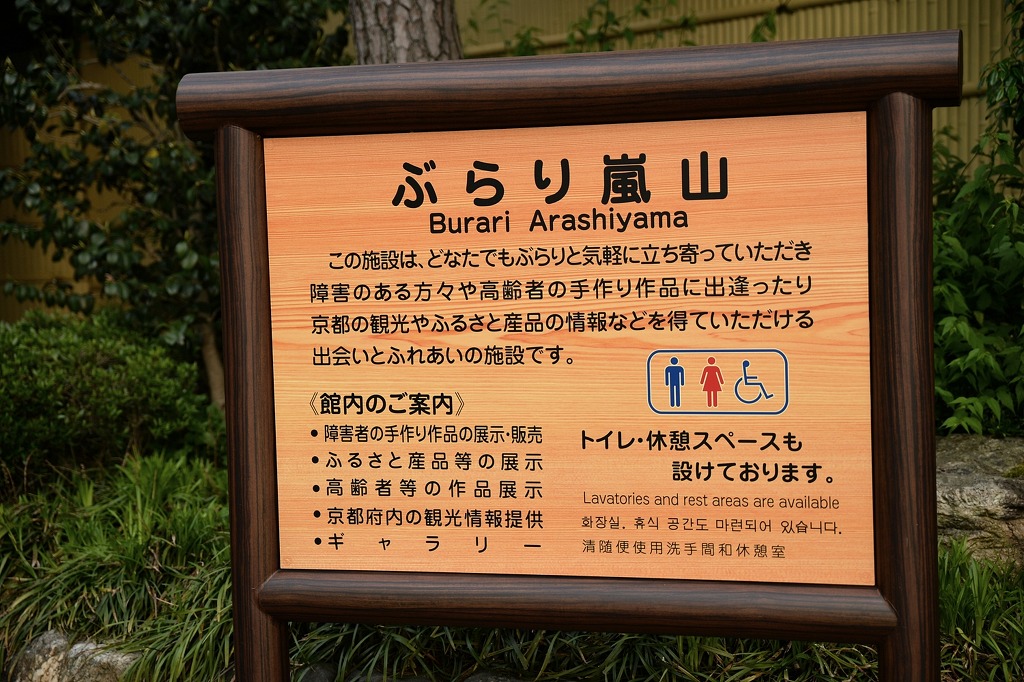 ぶらり嵐山
Burari Arashiyama
この施設は、どなたでもぶらりと気軽に立ち寄っていただき
障害のある方々や高齢者の手作り作品に出逢ったり
京都の観光やふるさと産品の情報などを得ていただける
出会いとふれあいの施設です。
《館内のご案内》
•障害者の手作り作品の展示･販売
•ふるさと産品等の展示
•高齢者等の作品展示
•京都府内の観光情報提供
•ギャラリー
トイレ･休憩スペースも
設けております。
Lavatories and rest areas are available
화장실. 휴식 공간도 마련되어 있습니다.
清随便使用洗手間和休憩室